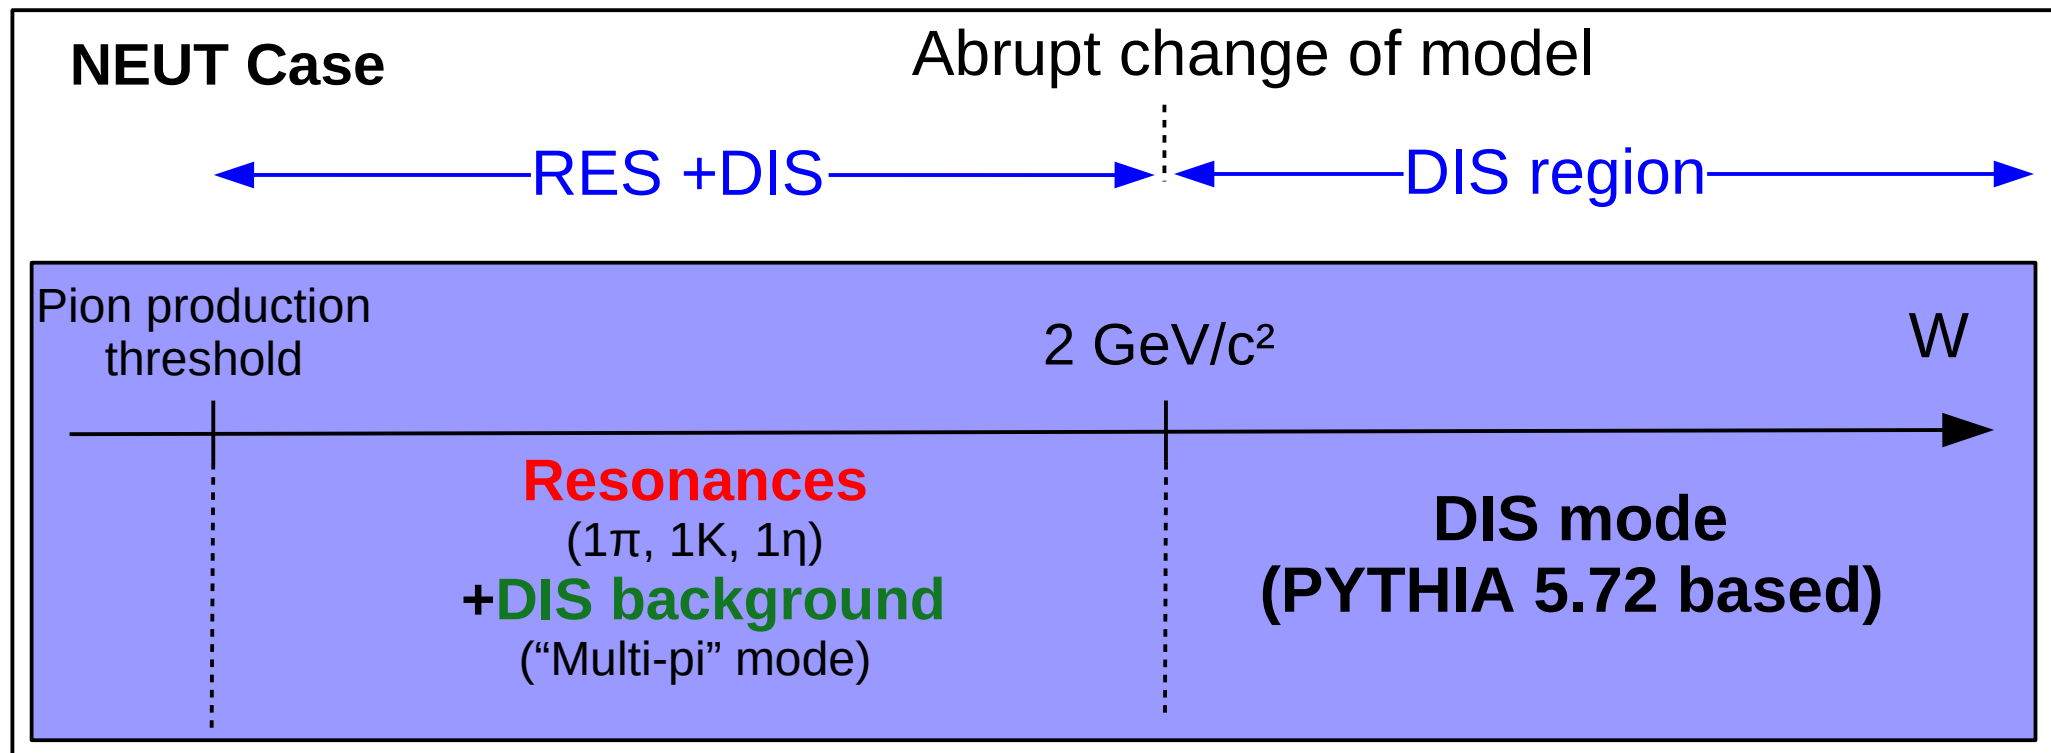 NEUT Case
Abrupt change of model
RES +DIS
DIS region
Pion production
threshold
2 GeV/c²
W
Resonances
(1π, 1K, 1η)
+DIS background
(“Multi-pi” mode)
DIS mode
(PYTHIA 5.72 based)